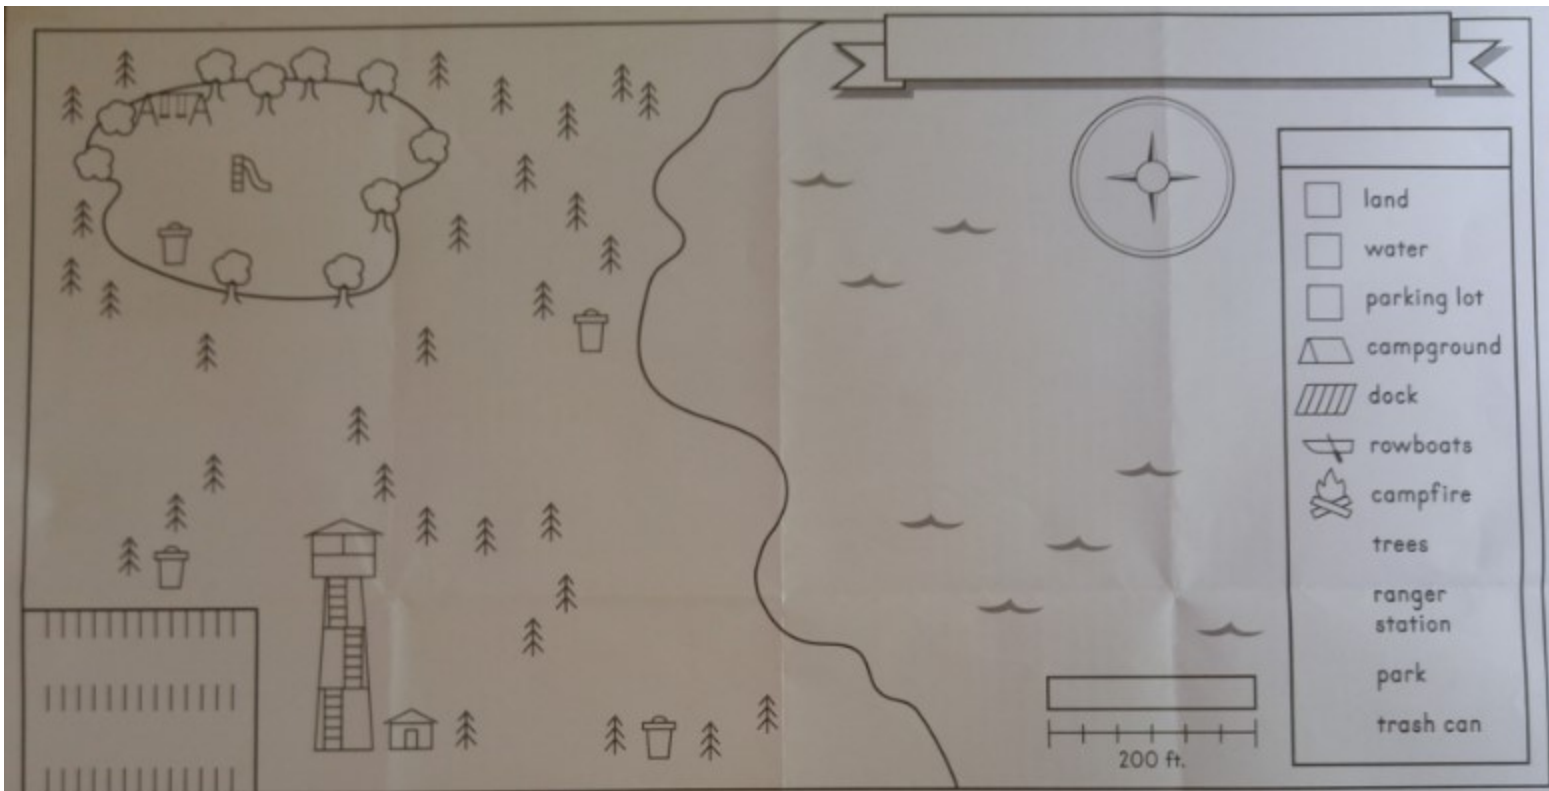 land
water
parking lot
campground
dock
rowboats
campfire
trees
ranger
station
park
trash can
200 ft.